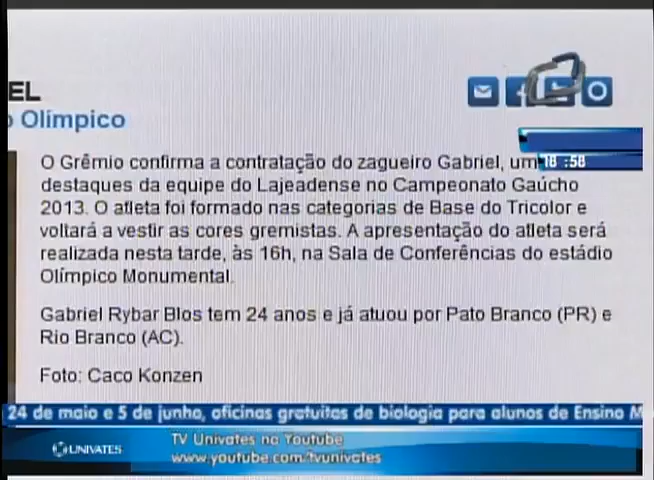 EL
Olímpico
18:58
O Grêmio confirma a contratação do zagueiro Gabriel, um
destaques da equipe do Lajeadense no Campeonato Gaúcho
2013. O atleta foi formado nas categorias de Base do Tricolor e
voltará a vestir as cores gremistas. A apresentação do atleta será
realizada nesta tarde, às 16h, na Sala de Conferências do estádio
Olímpico Monumental.
Gabriel Rybar Blos tem 24 anos e já atuou por Pato Branco (PR) e
Rio Branco (AC).
Foto: Caco Konzen
24 de maio e 5 de junho, oficinas gratuitas de biologia para alunos de Ensino M
UNIVATES
TV Univates no Youtube
www.youtube.com/tvunivates